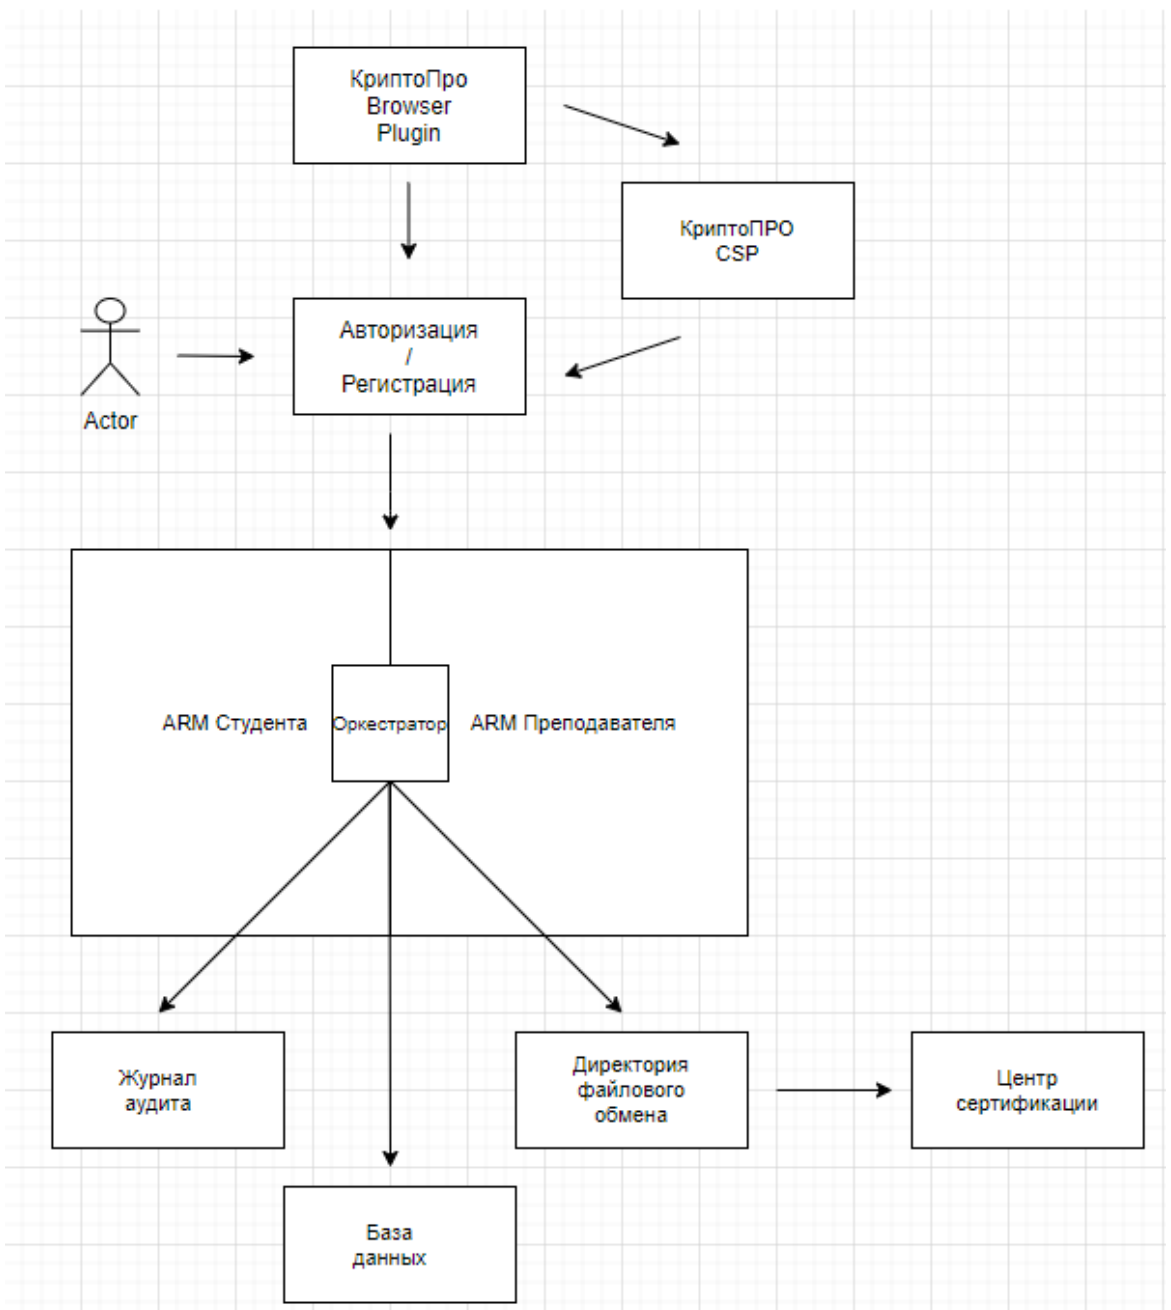 КриптоПро
Browser
Plugin
КриптоПРО
CSP
Авторизация
/
Регистрация
Actor
ARM Студента
Оркестратор
ARM Преподавателя
Журнал
аудита
Директория
файлового
обмена
Центр
сертификации
База
данных